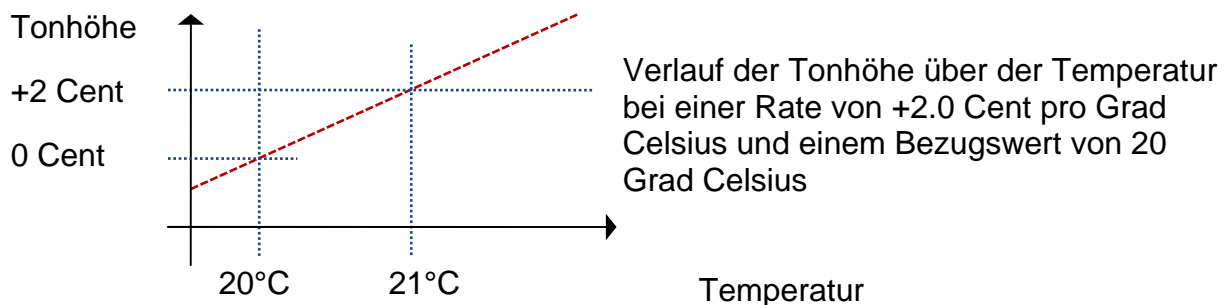 Tonhöhe
+2 Cent
0 Cent
Verlauf der Tonhöhe über der Temperatur
bei einer Rate von +2.0 Cent pro Grad
Celsius und einem Bezugswert von 20
Grad Celsius
20°C
21°C
Temperatur